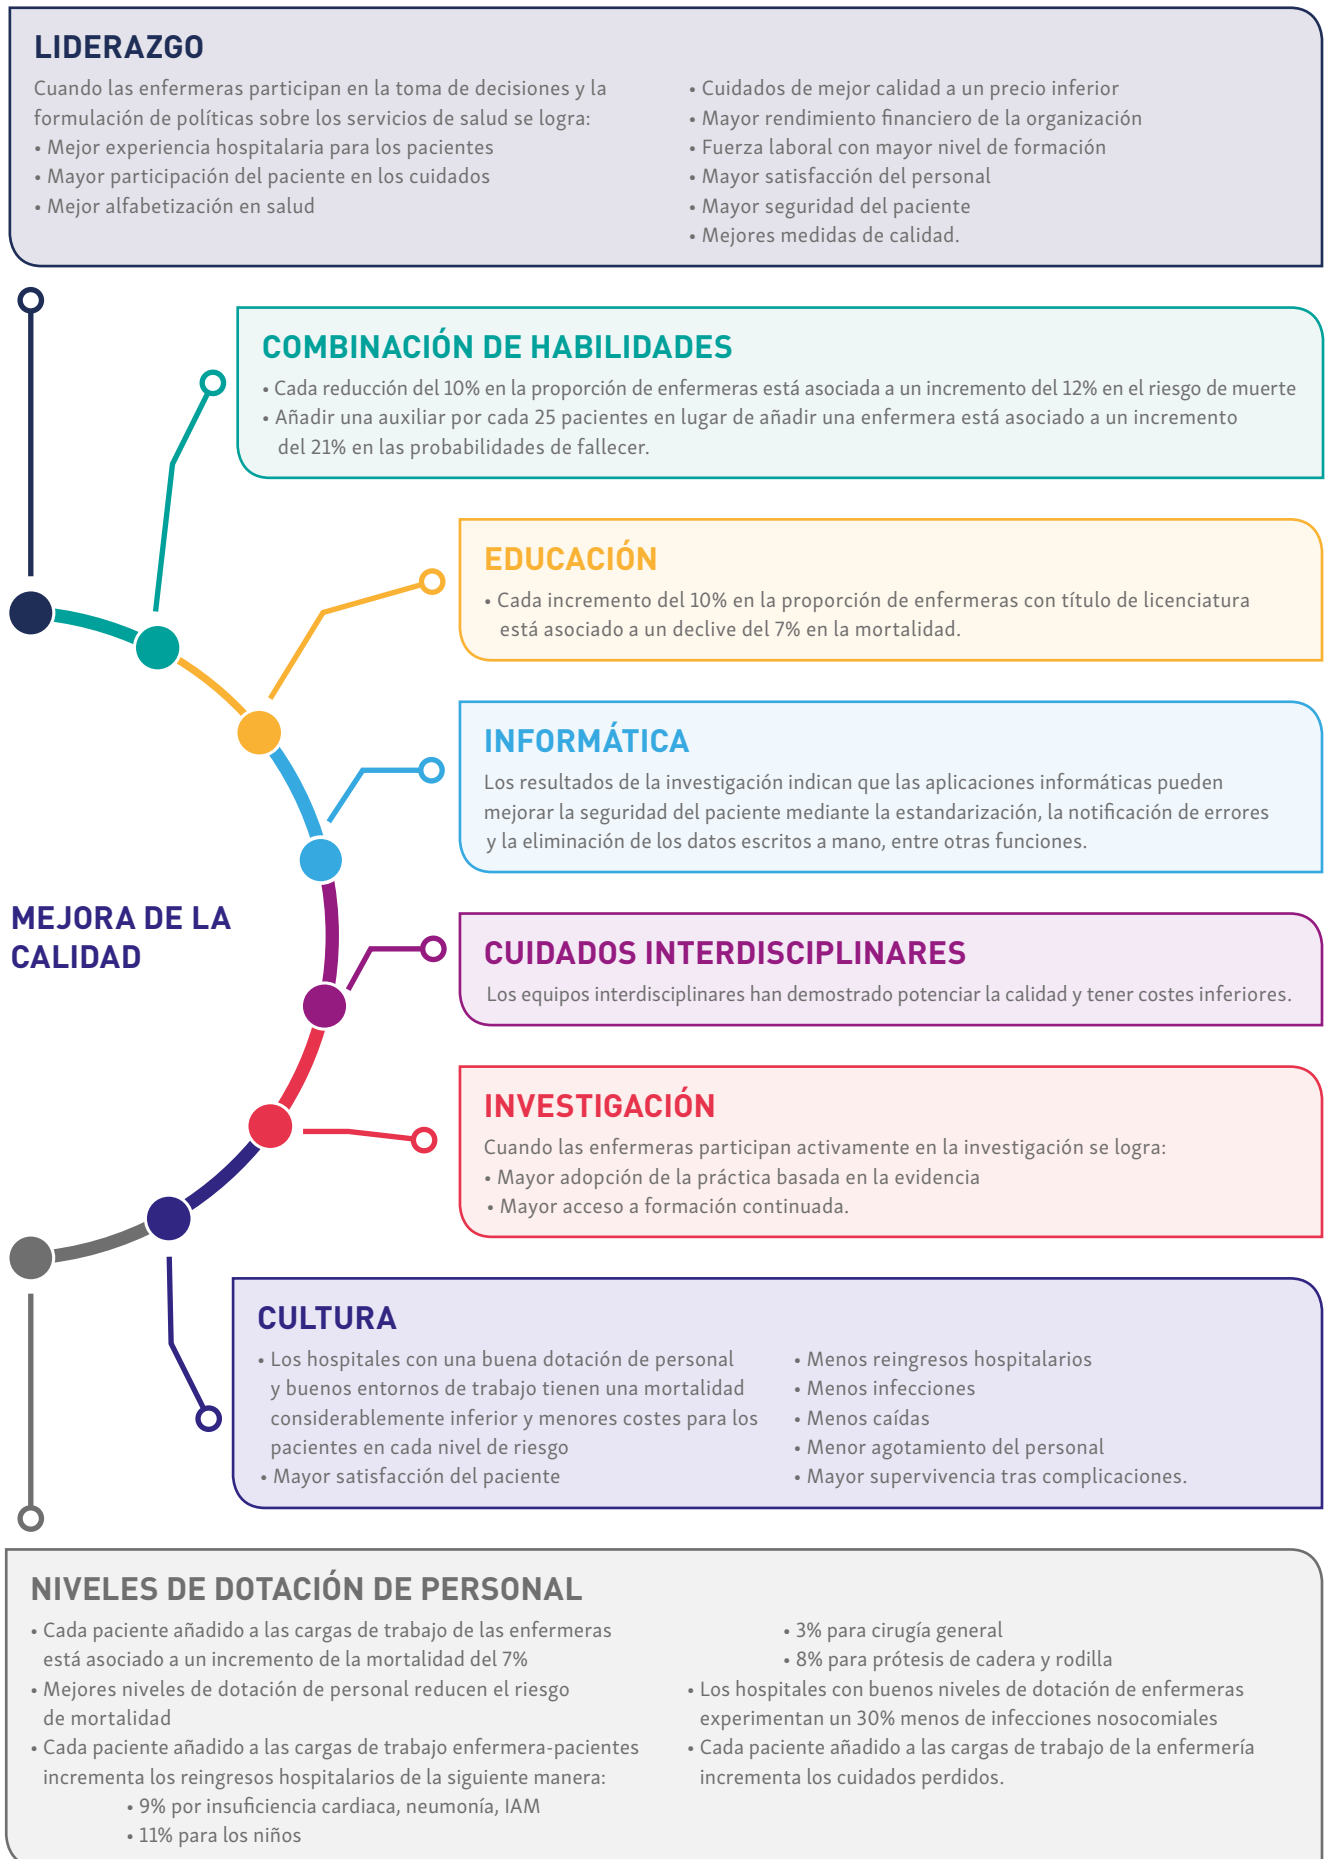 LIDERAZGO
Cuando las enfermeras participan en la toma de decisiones y la
formulación de políticas sobre los servicios de salud se logra:
• Mejor experiencia hospitalaria para los pacientes
• Mayor participación del paciente en los cuidados
• Mejor alfabetización en salud
• Cuidados de mejor calidad a un precio inferior
• Mayor rendimiento financiero de la organización
• Fuerza laboral con mayor nivel de formación
• Mayor satisfacción del personal
• Mayor seguridad del paciente
• Mejores medidas de calidad.
COMBINACIÓN DE HABILIDADES
• Cada reducción del 10% en la proporción de enfermeras está asociada a un incremento del 12% en el riesgo de muerte
• Añadir una auxiliar por cada 25 pacientes en lugar de añadir una enfermera está asociado a un incremento
del 21% en las probabilidades de fallecer.
EDUCACIÓN
• Cada incremento del 10% en la proporción de enfermeras con título de licenciatura
está asociado a un declive del 7% en la mortalidad.
INFORMÁTICA
Los resultados de la investigación indican que las aplicaciones informáticas pueden
mejorar la seguridad del paciente mediante la estandarización, la notificación de errores
y la eliminación de los datos escritos a mano, entre otras funciones.
MEJORA DE LA
CALIDAD
CUIDADOS INTERDISCIPLINARES
Los equipos interdisciplinares han demostrado potenciar la calidad y tener costes inferiores.
INVESTIGACIÓN
Cuando las enfermeras participan activamente en la investigación se logra:
• Mayor adopción de la práctica basada en la evidencia
• Mayor acceso a formación continuada.
CULTURA
• Los hospitales con una buena dotación de personal
y buenos entornos de trabajo tienen una mortalidad
considerablemente inferior y menores costes para los
pacientes en cada nivel de riesgo
• Mayor satisfacción del paciente
• Menos reingresos hospitalarios
• Menos infecciones
• Menos caídas
• Menor agotamiento del personal
• Mayor supervivencia tras complicaciones.
NIVELES DE DOTACIÓN DE PERSONAL
• Cada paciente añadido a las cargas de trabajo de las enfermeras
está asociado a un incremento de la mortalidad del 7%
• Mejores niveles de dotación de personal reducen el riesgo
de mortalidad
• Cada paciente añadido a las cargas de trabajo enfermera-pacientes
incrementa los reingresos hospitalarios de la siguiente manera:
• 9% por insuficiencia cardiaca, neumonía, IAM
• 11% para los niños
• 3% para cirugía general
• 8% para prótesis de cadera y rodilla
• Los hospitales con buenos niveles de dotación de enfermeras
experimentan un 30% menos de infecciones nosocomiales
• Cada paciente añadido a las cargas de trabajo de la enfermería
incrementa los cuidados perdidos.